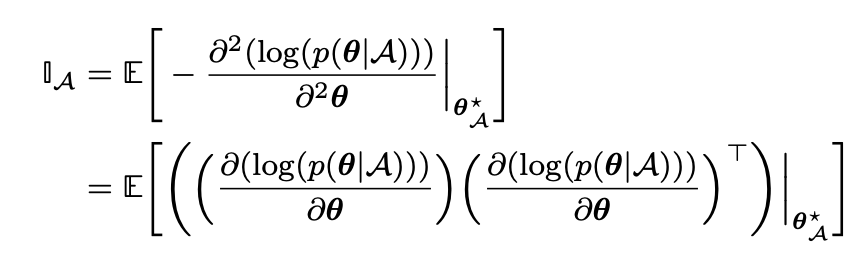 𝕀_𝒜 = 𝔼[ − ∂²(log(p(𝜽|𝒜))) / ∂²𝜽 |_{𝜽^⋆_𝒜} ]
= 𝔼[ ( ( ∂(log(p(𝜽|𝒜))) / ∂𝜽 ) ( ∂(log(p(𝜽|𝒜))) / ∂𝜽 )^⊤ ) |_{𝜽^⋆_𝒜} ]